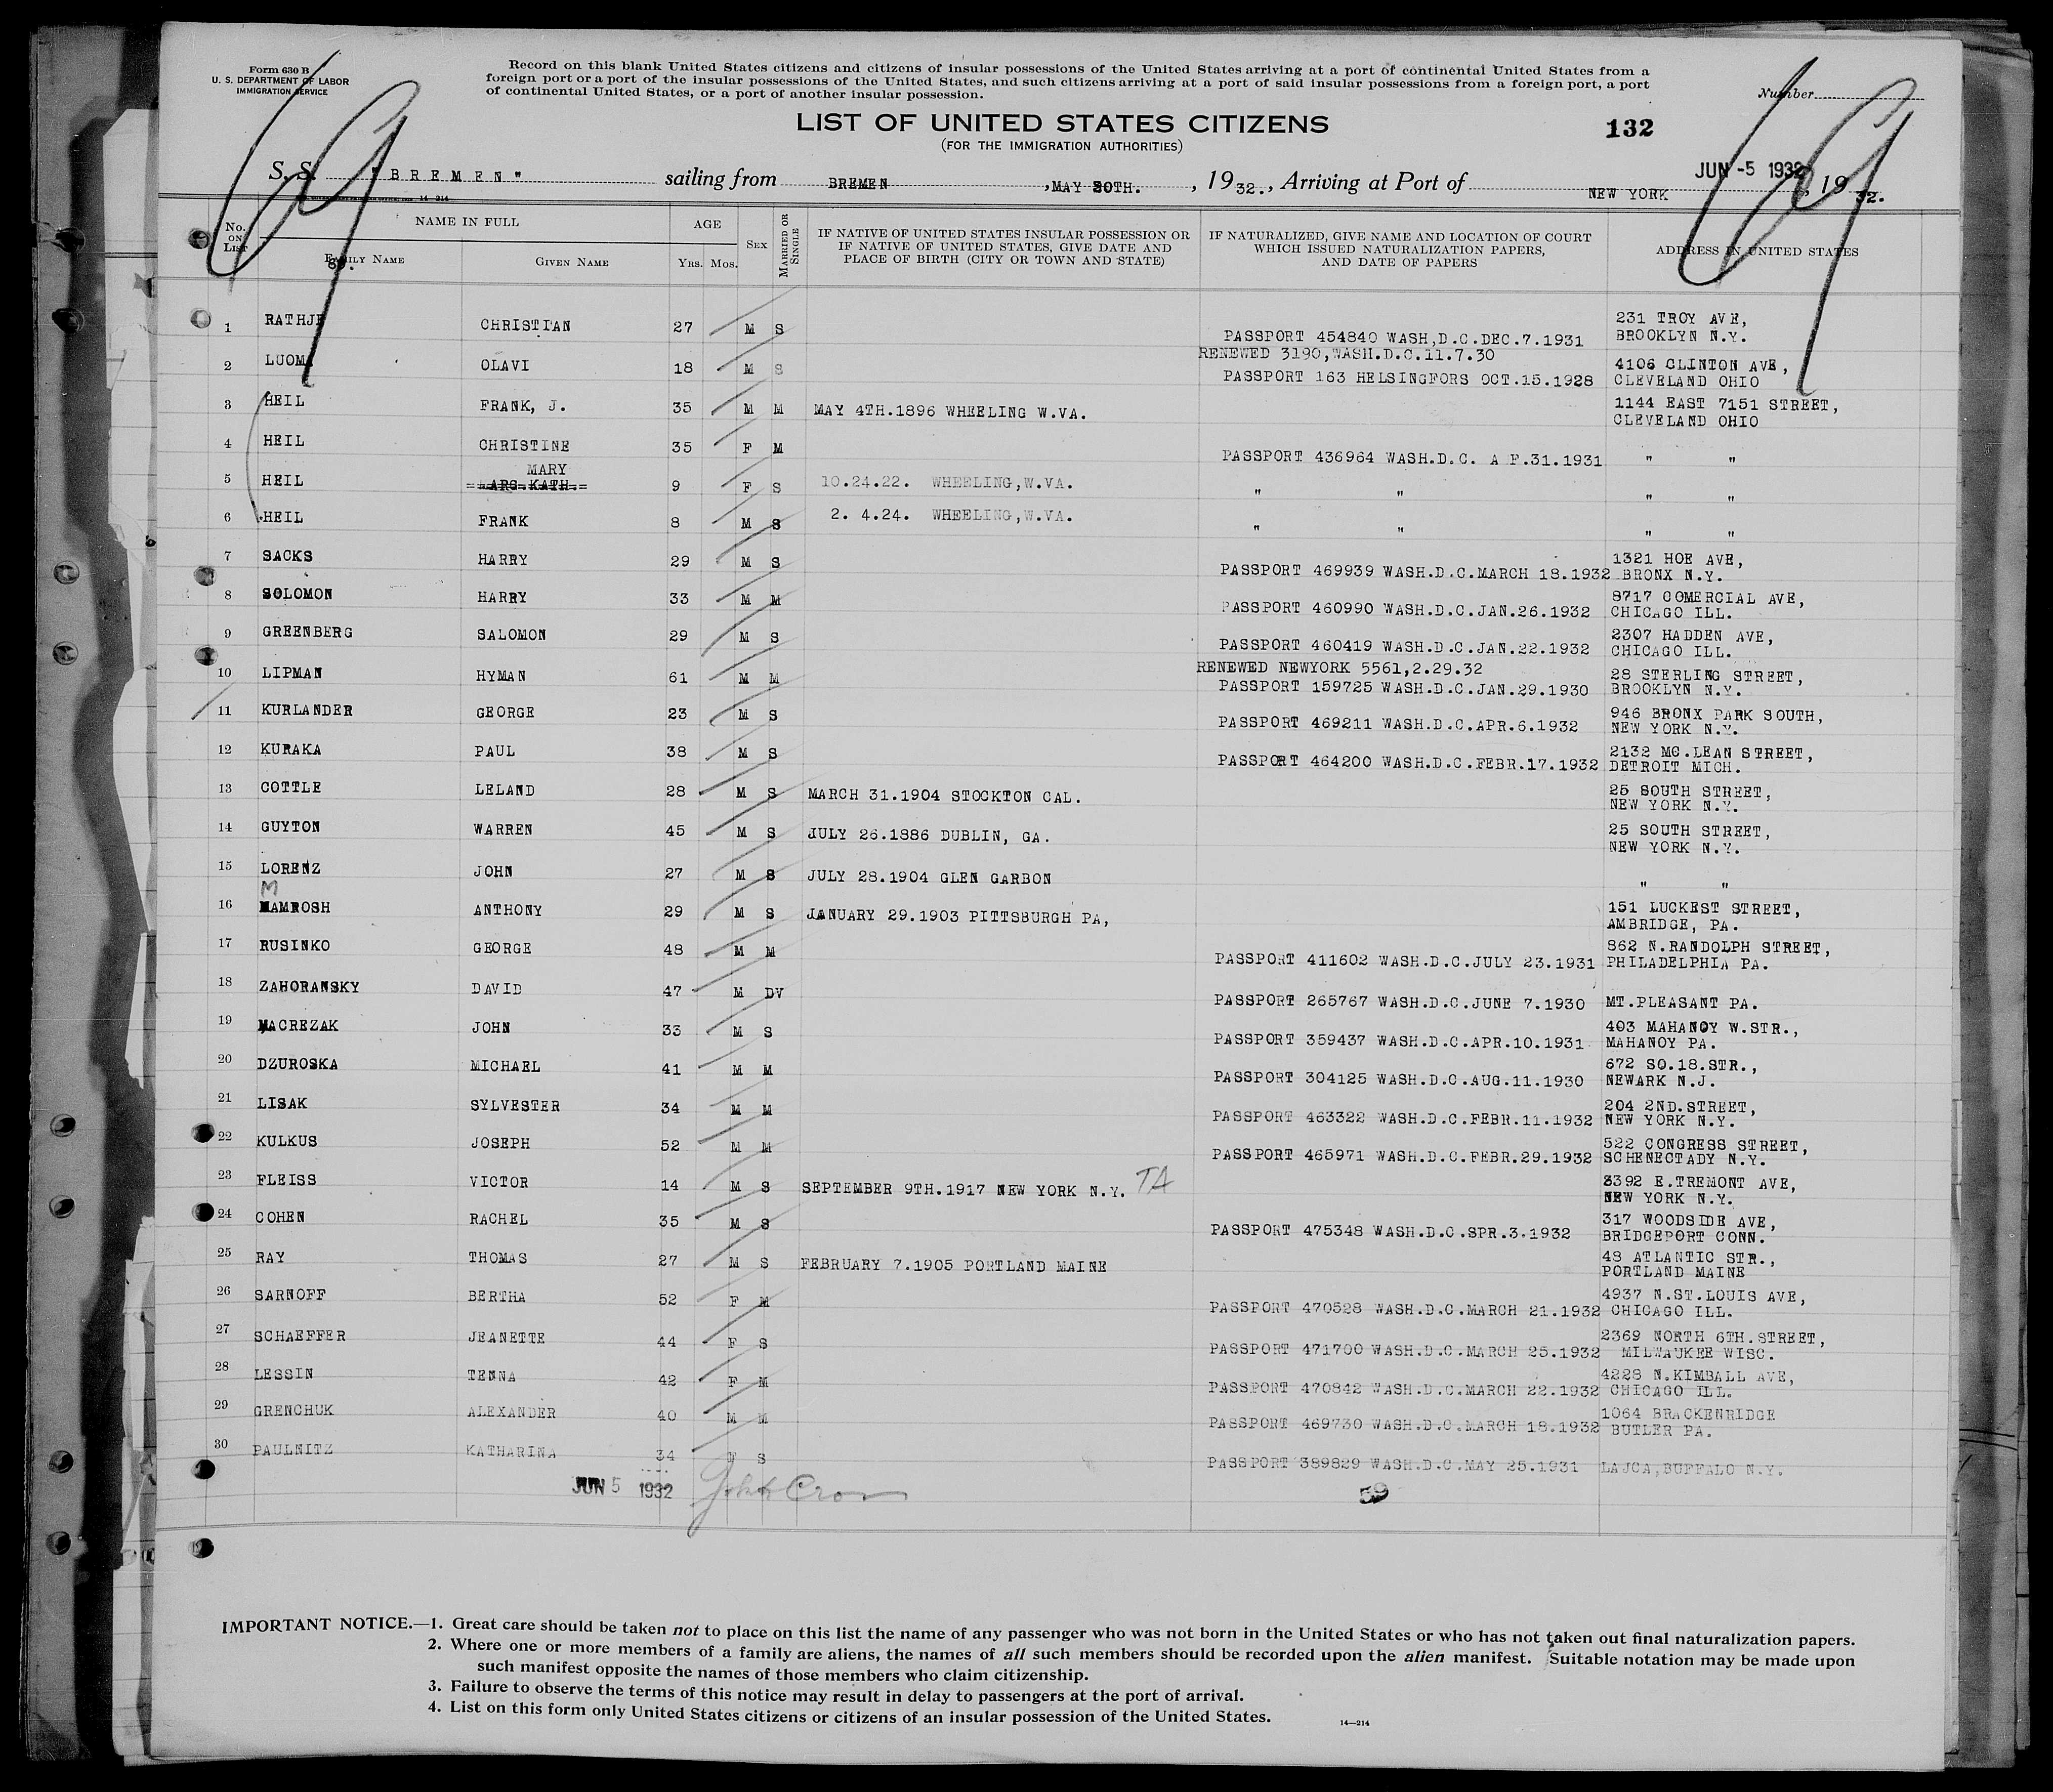 Form 630 B
U. S. DEPARTMENT OF LABOR
IMMIGRATION SERVICE
Record on this blank United States citizens and citizens of insular possessions of the United States arriving at a port of continental United States from a
foreign port or a port of the insular possessions of the United States, and such citizens arriving at a port of said insular possessions from a foreign port, a port
of continental United States, or a port of another insular possession.
Number
LIST OF UNITED STATES CITIZENS
(FOR THE IMMIGRATION AUTHORITIES)
132
69
69
S. S. "BREMEN" sailing from BREMEN, MAY 30TH., 1932., Arriving at Port of NEW YORK JUN -5 1932, 1932.
14-214
No. ON LIST
NAME IN FULL
FAMILY NAME
GIVEN NAME
AGE
YRS. MOS.
SEX
MARRIED OR SINGLE
IF NATIVE OF UNITED STATES INSULAR POSSESSION OR
IF NATIVE OF UNITED STATES, GIVE DATE AND
PLACE OF BIRTH (CITY OR TOWN AND STATE)
IF NATURALIZED, GIVE NAME AND LOCATION OF COURT
WHICH ISSUED NATURALIZATION PAPERS,
AND DATE OF PAPERS
ADDRESS IN UNITED STATES
1 RATHJE CHRISTIAN 27 M S PASSPORT 454840 WASH,D.C.DEC.7.1931 231 TROY AVE,
BROOKLYN N.Y.
RENEWED 3190,WASH.D.C.11.7.30
2 LUOMA OLAVI 18 M S PASSPORT 163 HELSINGFORS OCT.15.1928 4106 CLINTON AVE,
CLEVELAND OHIO
3 HEIL FRANK, J. 35 M M MAY 4TH.1896 WHEELING W.VA. 1144 EAST 7151 STREET,
CLEVELAND OHIO
4 HEIL CHRISTINE 35 F M PASSPORT 436964 WASH.D.C. A F.31.1931 " "
MARY
5 HEIL ARG.KATH. 9 F S 10.24.22. WHEELING,W.VA. " " " "
6 HEIL FRANK 8 M S 2. 4.24. WHEELING,W.VA. " " " "
7 SACKS HARRY 29 M S PASSPORT 469939 WASH.D.C.MARCH 18.1932 1321 HOE AVE,
BRONX N.Y.
8 SOLOMON HARRY 33 M M PASSPORT 460990 WASH.D.C.JAN.26.1932 8717 COMERCIAL AVE,
CHICAGO ILL.
9 GREENBERG SALOMON 29 M S PASSPORT 460419 WASH.D.C.JAN.22.1932 2307 HADDEN AVE,
CHICAGO ILL.
RENEWED NEWYORK 5561,2.29.32
10 LIPMAN HYMAN 61 M M PASSPORT 159725 WASH.D.C.JAN.29.1930 28 STERLING STREET,
BROOKLYN N.Y.
11 KURLANDER GEORGE 23 M S PASSPORT 469211 WASH.D.C.APR.6.1932 946 BRONX PARK SOUTH,
NEW YORK N.Y.
12 KURAKA PAUL 38 M S PASSPORT 464200 WASH.D.C.FEBR.17.1932 2132 MC.LEAN STREET,
DETROIT MICH.
13 COTTLE LELAND 28 M S MARCH 31.1904 STOCKTON CAL. 25 SOUTH STREET,
NEW YORK N.Y.
14 GUYTON WARREN 45 M S JULY 26.1886 DUBLIN, GA. 25 SOUTH STREET,
NEW YORK N.Y.
15 LORENZ JOHN 27 M S JULY 28.1904 GLEN GARBON " "
M
16 MAMROSH ANTHONY 29 M S JANUARY 29.1903 PITTSBURGH PA, 151 LUCKEST STREET,
AMBRIDGE, PA.
17 RUSINKO GEORGE 48 M M PASSPORT 411602 WASH.D.C.JULY 23.1931 862 N.RANDOLPH STREET,
PHILADELPHIA PA.
18 ZAHORANSKY DAVID 47 M DV PASSPORT 265767 WASH.D.C.JUNE 7.1930 MT.PLEASANT PA.
19 MACREZAK JOHN 33 M S PASSPORT 359437 WASH.D.C.APR.10.1931 403 MAHANOY W.STR.,
MAHANOY PA.
20 DZUROSKA MICHAEL 41 M M PASSPORT 304125 WASH.D.C.AUG.11.1930 672 SO.18.STR.,
NEWARK N.J.
21 LISAK SYLVESTER 34 M M PASSPORT 463322 WASH.D.C.FEBR.11.1932 204 2ND.STREET,
NEW YORK N.Y.
22 KULKUS JOSEPH 52 M M PASSPORT 465971 WASH.D.C.FEBR.29.1932 522 CONGRESS STREET,
SCHENECTADY N.Y.
23 FLEISS VICTOR 14 M S SEPTEMBER 9TH.1917 NEW YORK N.Y. TA 3392 E.TREMONT AVE,
NEW YORK N.Y.
24 COHEN RACHEL 35 M S PASSPORT 475348 WASH.D.C.SPR.3.1932 317 WOODSIDE AVE,
BRIDGEPORT CONN.
25 RAY THOMAS 27 M S FEBRUARY 7.1905 PORTLAND MAINE 48 ATLANTIC STR.,
PORTLAND MAINE
26 SARNOFF BERTHA 52 F M PASSPORT 470528 WASH.D.C.MARCH 21.1932 4937 N.ST.LOUIS AVE,
CHICAGO ILL.
27 SCHAEFFER JEANETTE 44 F S PASSPORT 471700 WASH.D.C.MARCH 25.1932 2369 NORTH 6TH.STREET,
MILWAUKEE WISC.
28 LESSIN TENNA 42 F M PASSPORT 470842 WASH.D.C.MARCH 22.1932 4228 N.KIMBALL AVE,
CHICAGO ILL.
29 GRENCHUK ALEXANDER 40 M M PASSPORT 469730 WASH.D.C.MARCH 18.1932 1064 BRACKENRIDGE
BUTLER PA.
30 PAULNITZ KATHARINA 34 F S PASSPORT 389829 WASH.D.C.MAY 25.1931 LAJCA,BUFFALO N.Y.
JUN 5 1932 John Cron 59
IMPORTANT NOTICE.—1. Great care should be taken not to place on this list the name of any passenger who was not born in the United States or who has not taken out final naturalization papers.
2. Where one or more members of a family are aliens, the names of all such members should be recorded upon the alien manifest. Suitable notation may be made upon
such manifest opposite the names of those members who claim citizenship.
3. Failure to observe the terms of this notice may result in delay to passengers at the port of arrival.
4. List on this form only United States citizens or citizens of an insular possession of the United States.
14—214